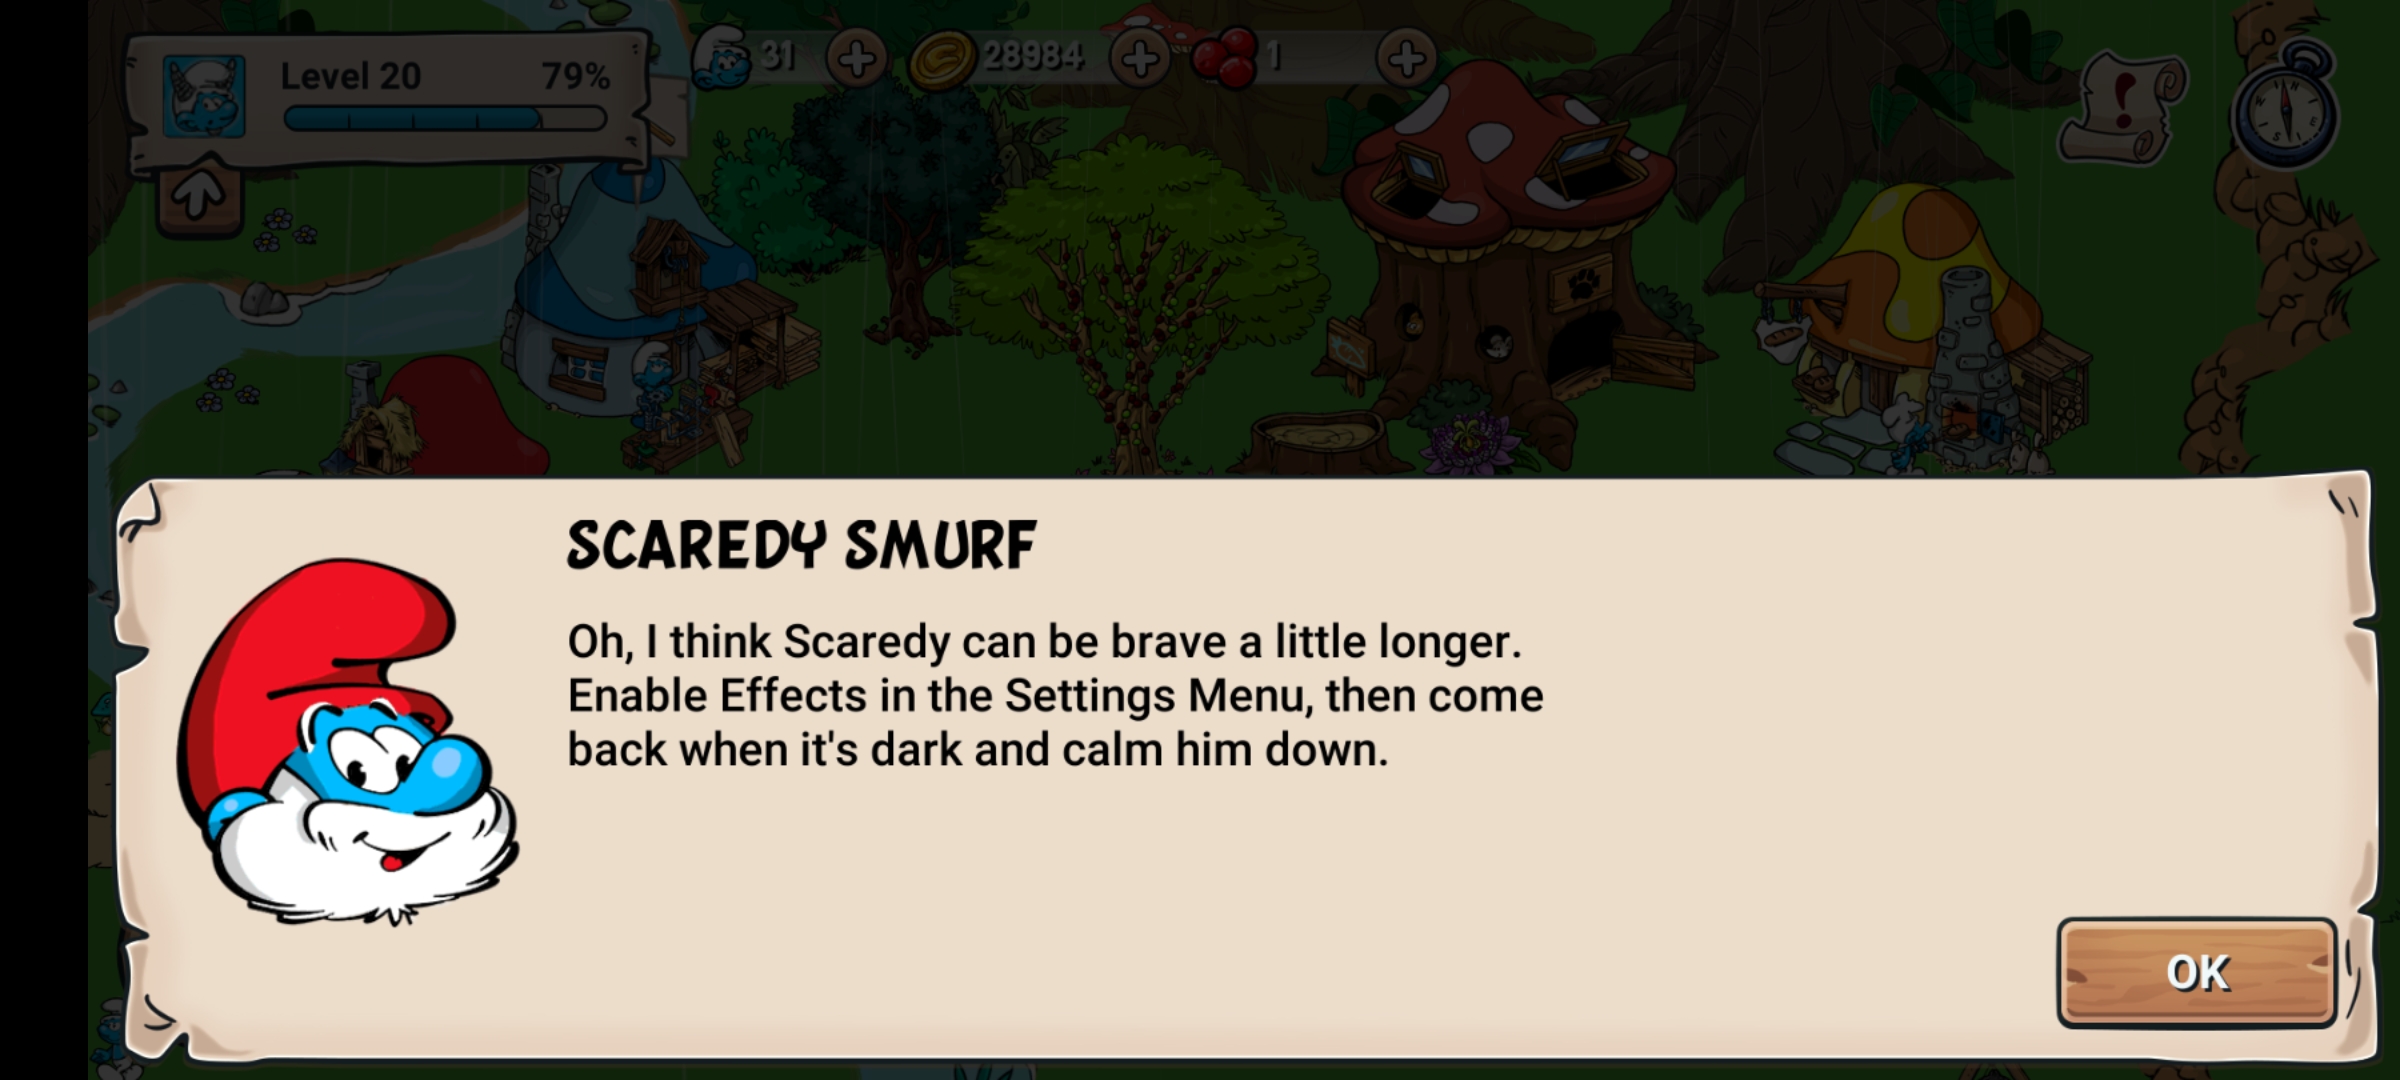 Level 20 79%
31
28984
1
SCAREDY SMURF
Oh, I think Scaredy can be brave a little longer.
Enable Effects in the Settings Menu, then come
back when it's dark and calm him down.
OK